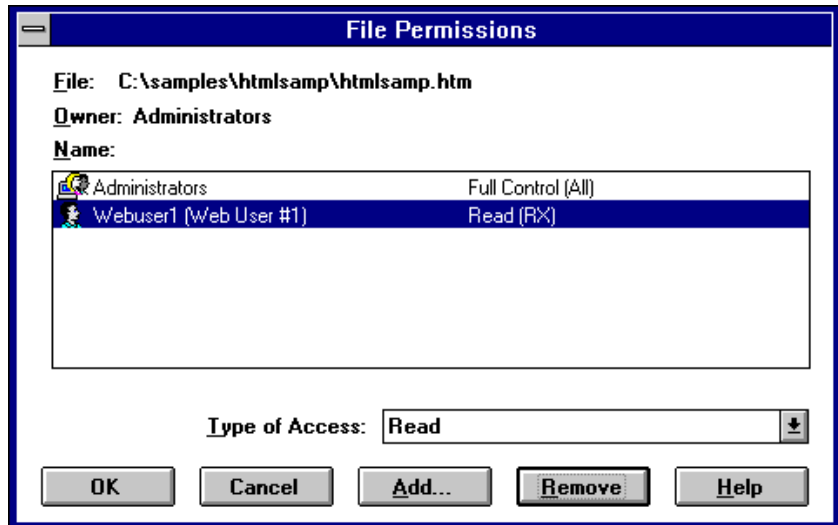 File Permissions
File: C:\samples\htmlsamp\htmlsamp.htm
Owner: Administrators
Name:
Administrators Full Control (All)
Webuser1 (Web User #1) Read (RX)
Type of Access: Read
OK Cancel Add... Remove Help